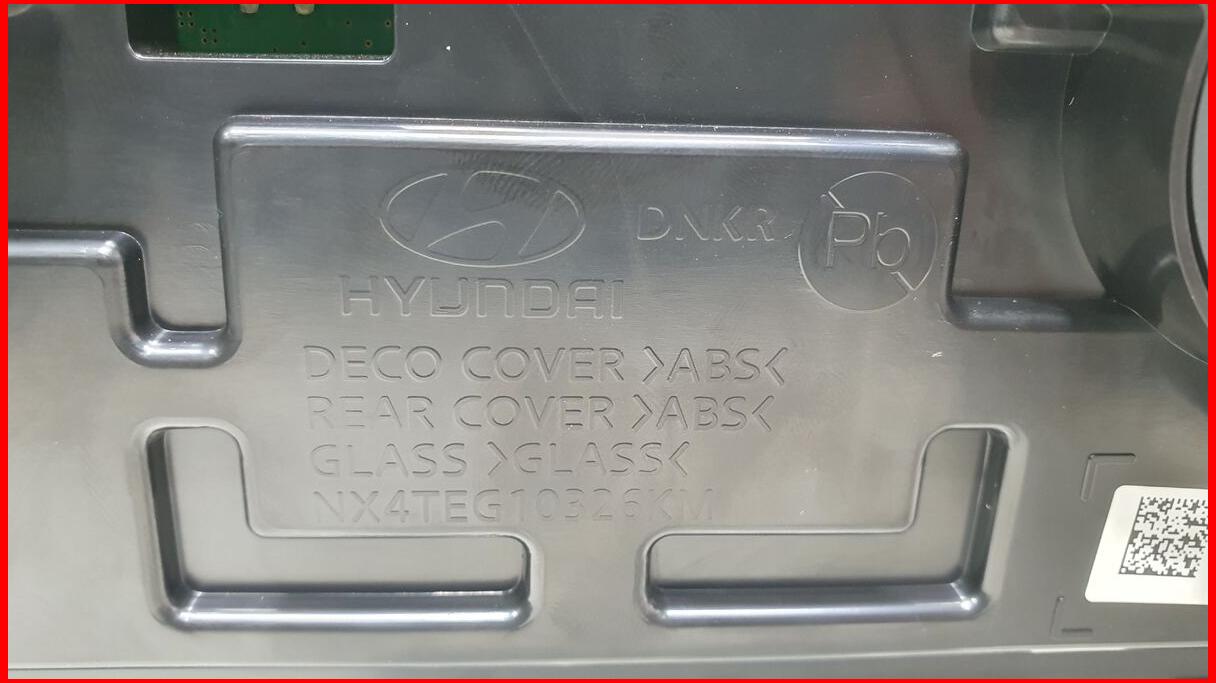 HYUNDAI
DNKR
Pb
DECO COVER >ABS<
REAR COVER >ABS<
GLASS >GLASS<
NX4TEG10326KM